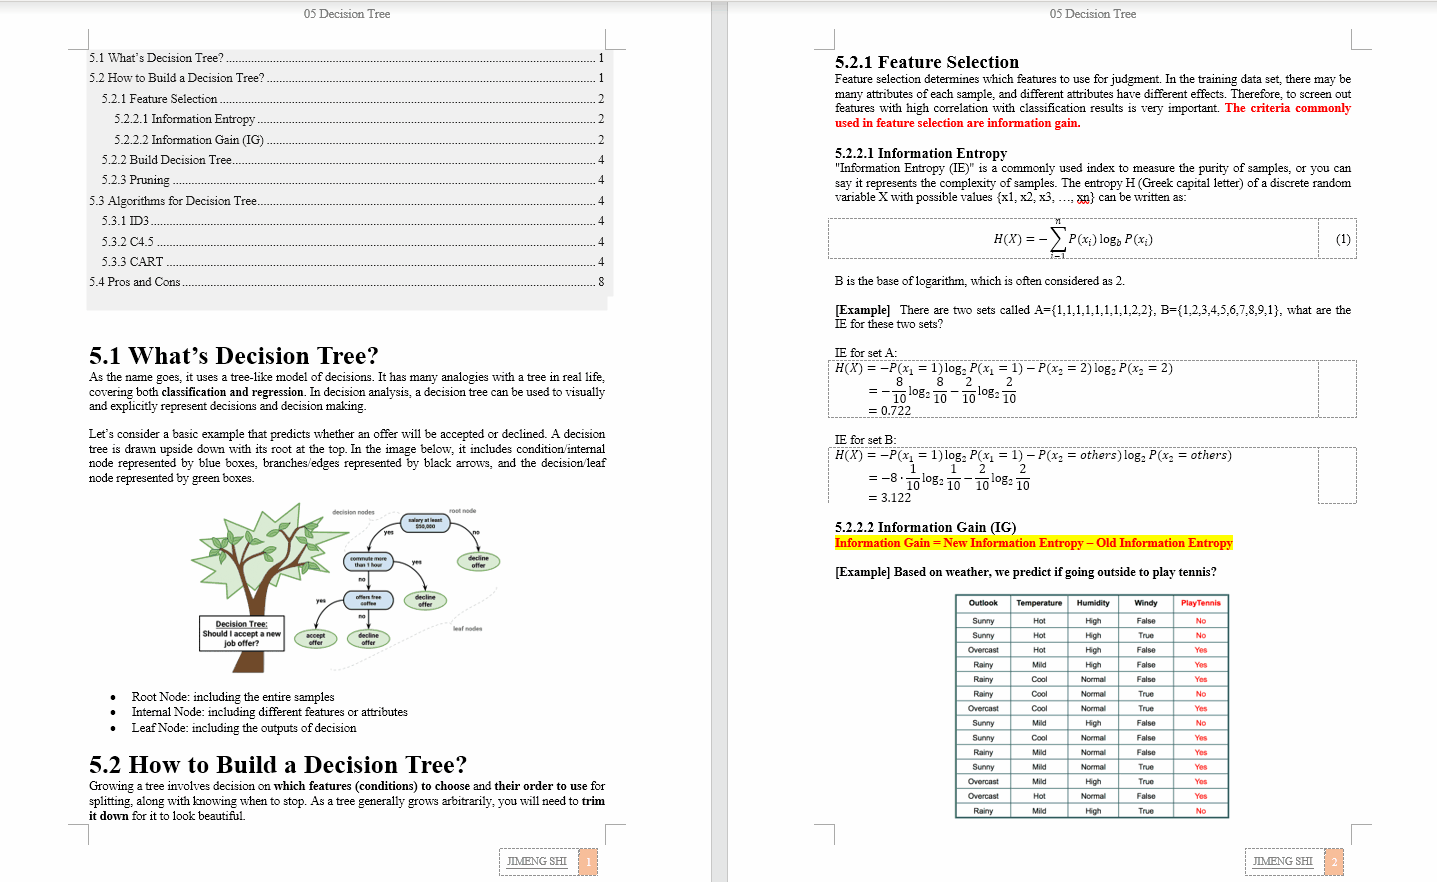 05 Decision Tree
5.1 What's Decision Tree? 1
5.2 How to Build a Decision Tree? 1
5.2.1 Feature Selection 2
5.2.2.1 Information Entropy 2
5.2.2.2 Information Gain (IG) 2
5.2.2 Build Decision Tree 4
5.2.3 Pruning 4
5.3 Algorithms for Decision Tree 4
5.3.1 ID3 4
5.3.2 C4.5 4
5.3.3 CART 4
5.4 Pros and Cons 8
5.1 What's Decision Tree?
As the name goes, it uses a tree-like model of decisions. It has many analogies with a tree in real life,
covering both classification and regression. In decision analysis, a decision tree can be used to visually
and explicitly represent decisions and decision making.
Let's consider a basic example that predicts whether an offer will be accepted or declined. A decision
tree is drawn upside down with its root at the top. In the image below, it includes condition/internal
node represented by blue boxes, branches/edges represented by black arrows, and the decision/leaf
node represented by green boxes.
decision nodes
root node
salary at least
$50,000
yes
no
commute more
than 1 hour
yes
decline
offer
no
offers free
coffee
decline
offer
yes
no
leaf nodes
Decision Tree:
Should I accept a new
job offer?
accept
offer
decline
offer
• Root Node: including the entire samples
• Internal Node: including different features or attributes
• Leaf Node: including the outputs of decision
5.2 How to Build a Decision Tree?
Growing a tree involves decision on which features (conditions) to choose and their order to use for
splitting, along with knowing when to stop. As a tree generally grows arbitrarily, you will need to trim
it down for it to look beautiful.
JIMENG SHI 1
05 Decision Tree
5.2.1 Feature Selection
Feature selection determines which features to use for judgment. In the training data set, there may be
many attributes of each sample, and different attributes have different effects. Therefore, to screen out
features with high correlation with classification results is very important. The criteria commonly
used in feature selection are information gain.
5.2.2.1 Information Entropy
"Information Entropy (IE)" is a commonly used index to measure the purity of samples, or you can
say it represents the complexity of samples. The entropy H (Greek capital letter) of a discrete random
variable X with possible values {x1, x2, x3, …, xn} can be written as:
H(X) = − ∑ⁿᵢ₌₁ P(xᵢ) log_b P(xᵢ) (1)
B is the base of logarithm, which is often considered as 2.
[Example] There are two sets called A={1,1,1,1,1,1,1,1,2,2}, B={1,2,3,4,5,6,7,8,9,1}, what are the
IE for these two sets?
IE for set A:
H(X) = −P(x₁ = 1) log₂ P(x₁ = 1) − P(x₂ = 2) log₂ P(x₂ = 2)
= − 8/10 log₂ 8/10 − 2/10 log₂ 2/10
= 0.722
IE for set B:
H(X) = −P(x₁ = 1) log₂ P(x₁ = 1) − P(x₂ = others) log₂ P(x₂ = others)
= −8 · 1/10 log₂ 1/10 − 2/10 log₂ 2/10
= 3.122
5.2.2.2 Information Gain (IG)
Information Gain = New Information Entropy – Old Information Entropy
[Example] Based on weather, we predict if going outside to play tennis?
Outlook Temperature Humidity Windy PlayTennis
Sunny Hot High False No
Sunny Hot High True No
Overcast Hot High False Yes
Rainy Mild High False Yes
Rainy Cool Normal False Yes
Rainy Cool Normal True No
Overcast Cool Normal True Yes
Sunny Mild High False No
Sunny Cool Normal False Yes
Rainy Mild Normal False Yes
Sunny Mild Normal True Yes
Overcast Mild High True Yes
Overcast Hot Normal False Yes
Rainy Mild High True No
JIMENG SHI 2